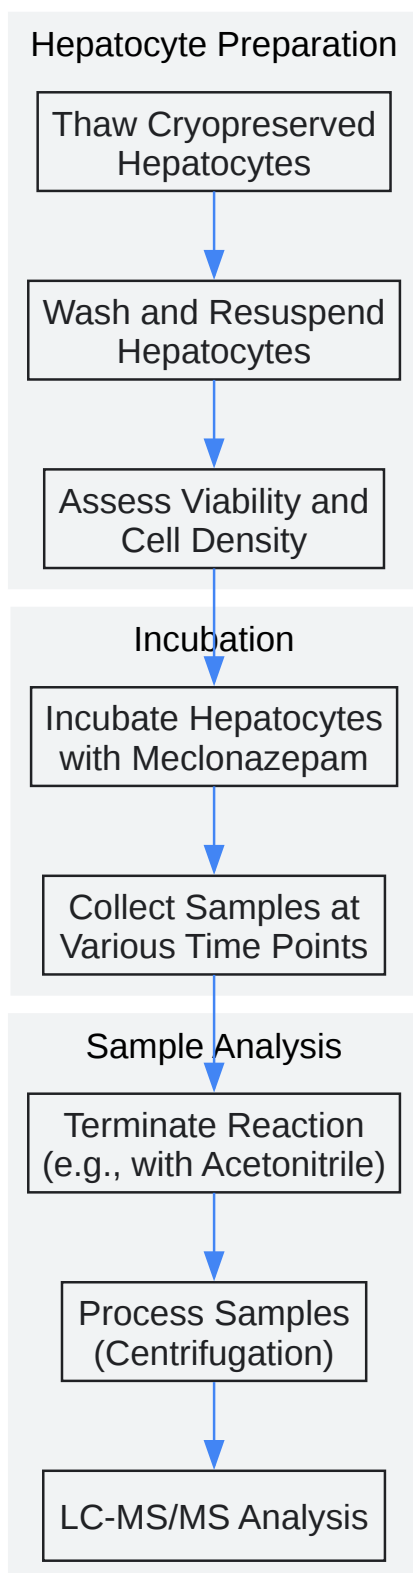 Hepatocyte Preparation
Thaw Cryopreserved
Hepatocytes
Wash and Resuspend
Hepatocytes
Assess Viability and
Cell Density
Incubation
Incubate Hepatocytes
with Meclonazepam
Collect Samples at
Various Time Points
Sample Analysis
Terminate Reaction
(e.g., with Acetonitrile)
Process Samples
(Centrifugation)
LC-MS/MS Analysis